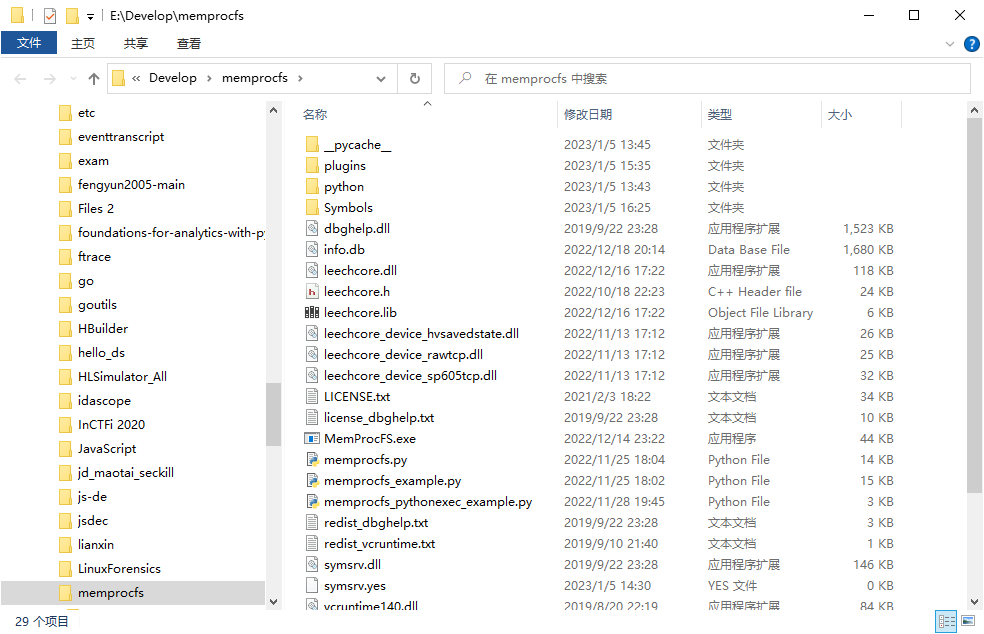 E:\Develop\memprocfs
文件 主页 共享 查看
« Develop › memprocfs ›
在 memprocfs 中搜索
etc
eventtranscript
exam
fengyun2005-main
Files 2
foundations-for-analytics-with-py
ftrace
go
goutils
HBuilder
hello_ds
HLSimulator_All
idascope
InCTFi 2020
JavaScript
jd_maotai_seckill
js-de
jsdec
lianxin
LinuxForensics
memprocfs
名称 修改日期 类型 大小
__pycache__ 2023/1/5 13:45 文件夹
plugins 2023/1/5 15:35 文件夹
python 2023/1/5 13:43 文件夹
Symbols 2023/1/5 16:25 文件夹
dbghelp.dll 2019/9/22 23:28 应用程序扩展 1,523 KB
info.db 2022/12/18 20:14 Data Base File 1,680 KB
leechcore.dll 2022/12/16 17:22 应用程序扩展 118 KB
leechcore.h 2022/10/18 22:23 C++ Header file 24 KB
leechcore.lib 2022/12/16 17:22 Object File Library 6 KB
leechcore_device_hvsavedstate.dll 2022/11/13 17:12 应用程序扩展 26 KB
leechcore_device_rawtcp.dll 2022/11/13 17:12 应用程序扩展 25 KB
leechcore_device_sp605tcp.dll 2022/11/13 17:12 应用程序扩展 32 KB
LICENSE.txt 2021/2/3 18:22 文本文档 34 KB
license_dbghelp.txt 2019/9/22 23:28 文本文档 10 KB
MemProcFS.exe 2022/12/14 23:22 应用程序 44 KB
memprocfs.py 2022/11/25 18:04 Python File 14 KB
memprocfs_example.py 2022/11/25 18:02 Python File 15 KB
memprocfs_pythonexec_example.py 2022/11/28 19:45 Python File 3 KB
redist_dbghelp.txt 2019/9/22 23:28 文本文档 3 KB
redist_vcruntime.txt 2019/9/10 21:40 文本文档 1 KB
symsrv.dll 2019/9/22 23:28 应用程序扩展 146 KB
symsrv.yes 2023/1/5 14:30 YES 文件 0 KB
vcruntime140.dll 2019/8/20 22:19 应用程序扩展 84 KB
29 个项目